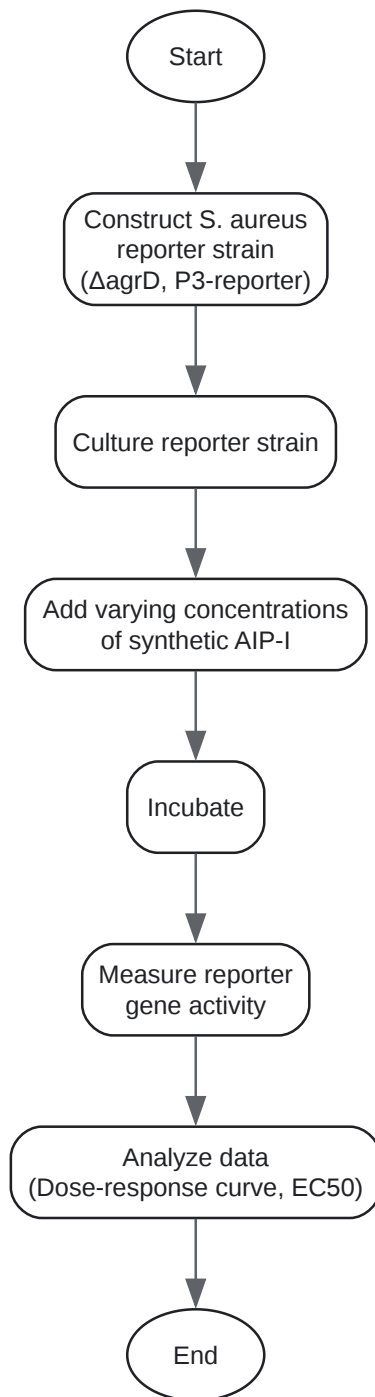 Start
Construct S. aureus
reporter strain
(ΔagrD, P3-reporter)
Culture reporter strain
Add varying concentrations
of synthetic AIP-I
Incubate
Measure reporter
gene activity
Analyze data
(Dose-response curve, EC50)
End